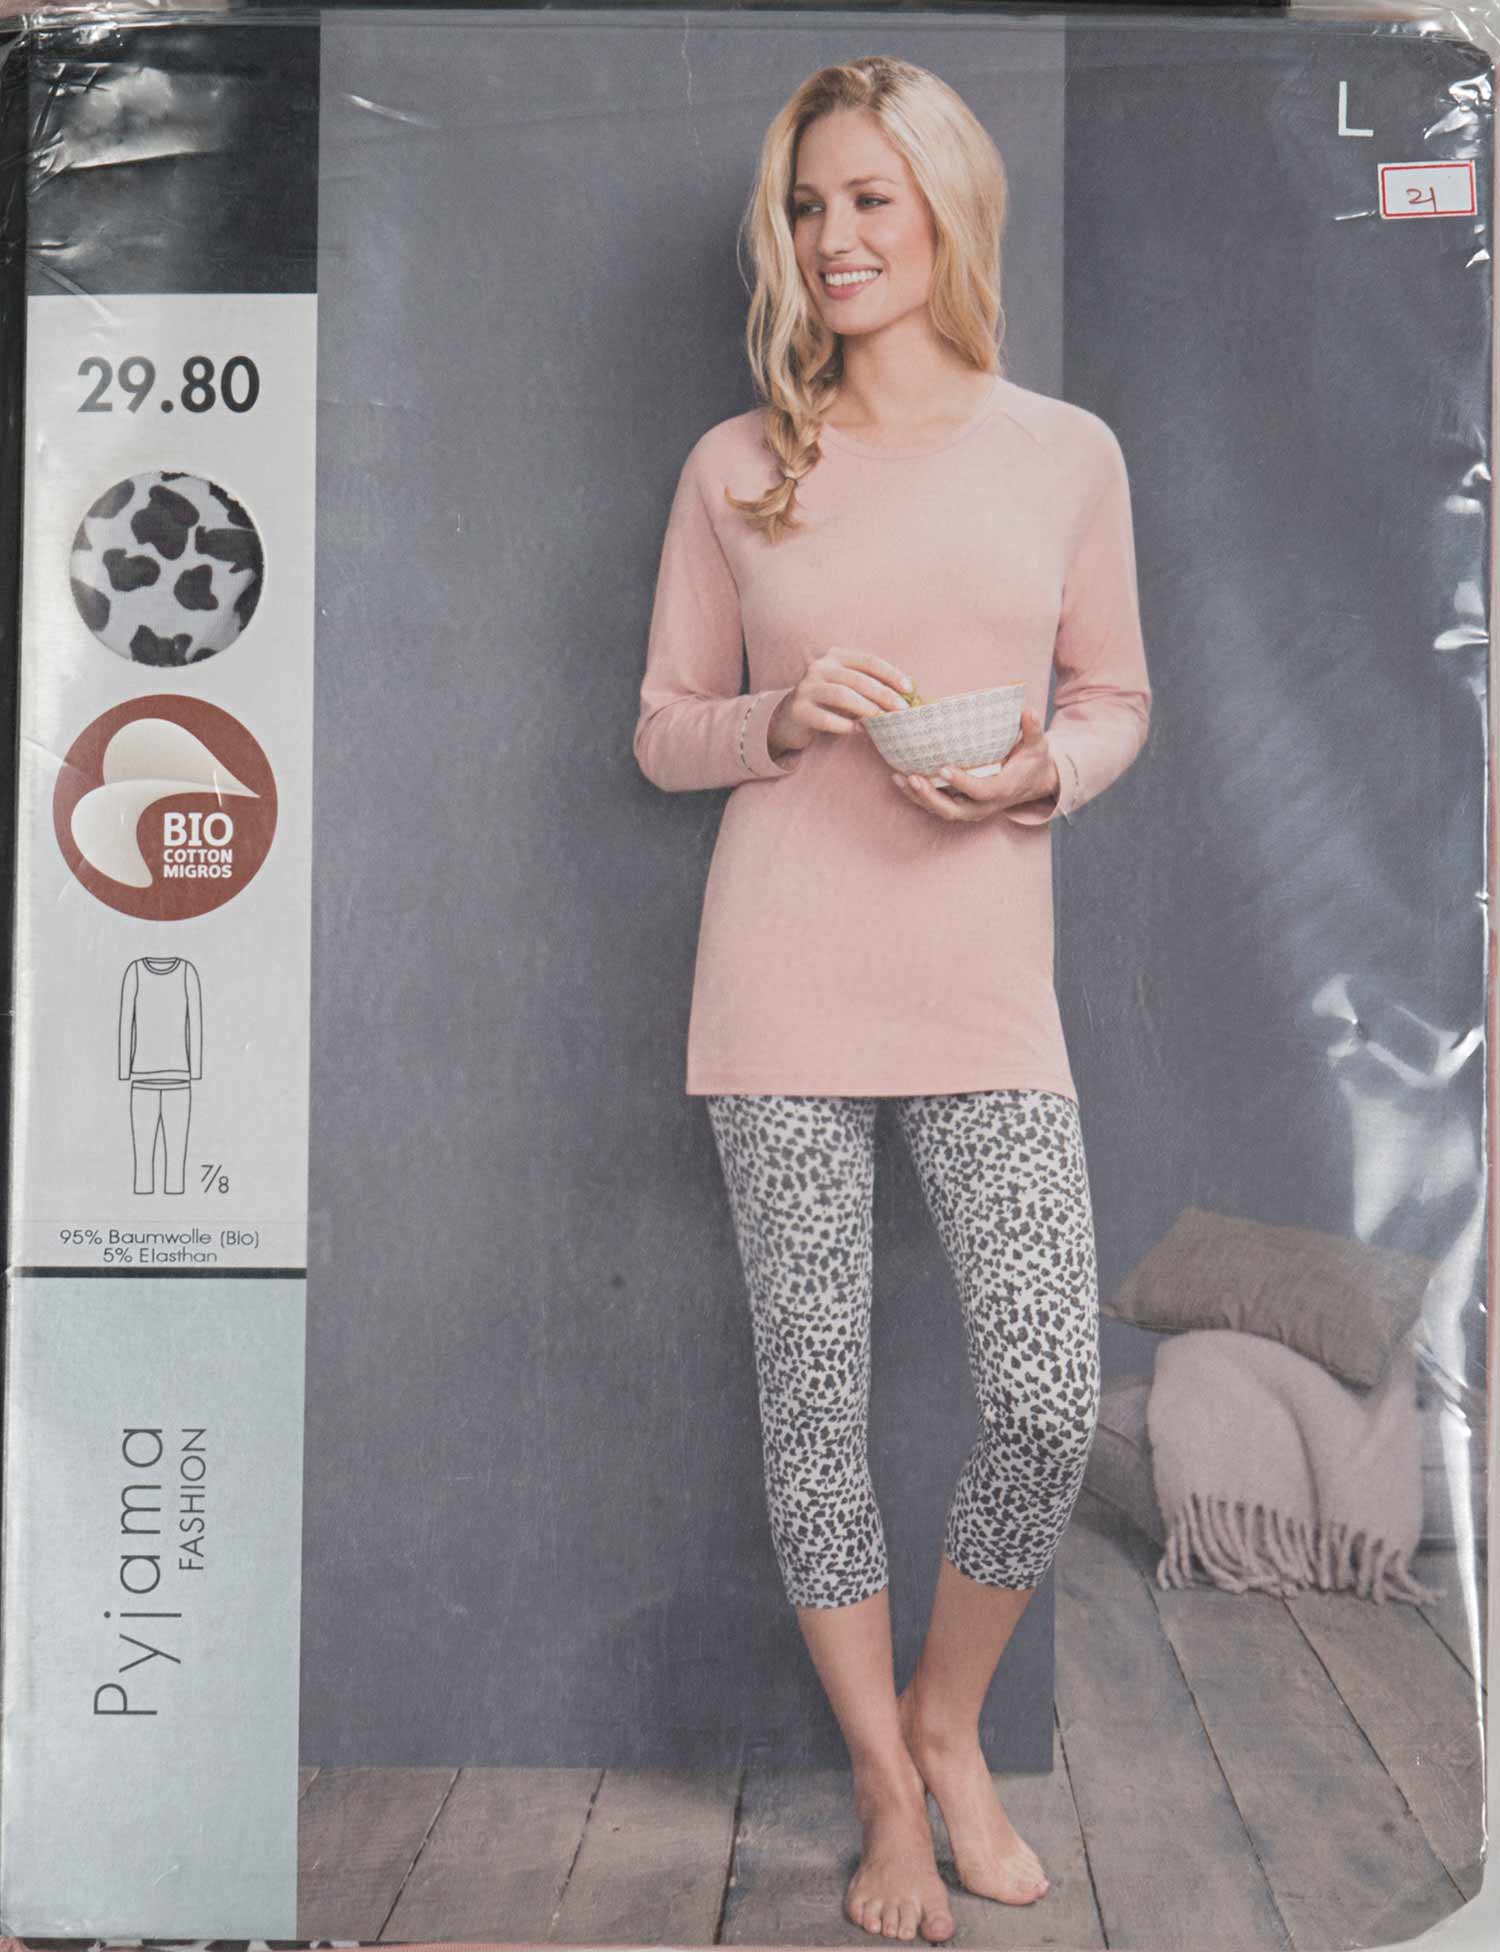 L
21
29.80
BIO
COTTON
MIGROS
7/8
95% Baumwolle (Bio)
5% Elasthan
Pyjama
FASHION